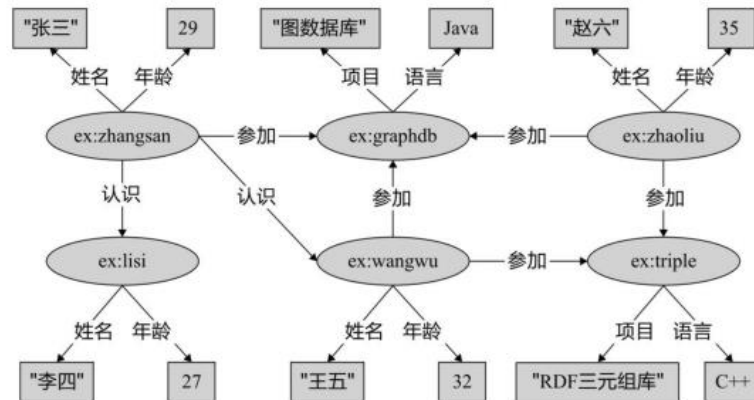 "张三" 29 "图数据库" Java "赵六" 35
姓名 年龄 项目 语言 姓名 年龄
ex:zhangsan 参加 ex:graphdb 参加 ex:zhaoliu
认识 认识 参加 参加
ex:lisi ex:wangwu 参加 ex:triple
姓名 年龄 姓名 年龄 项目 语言
"李四" 27 "王五" 32 "RDF三元组库" C++